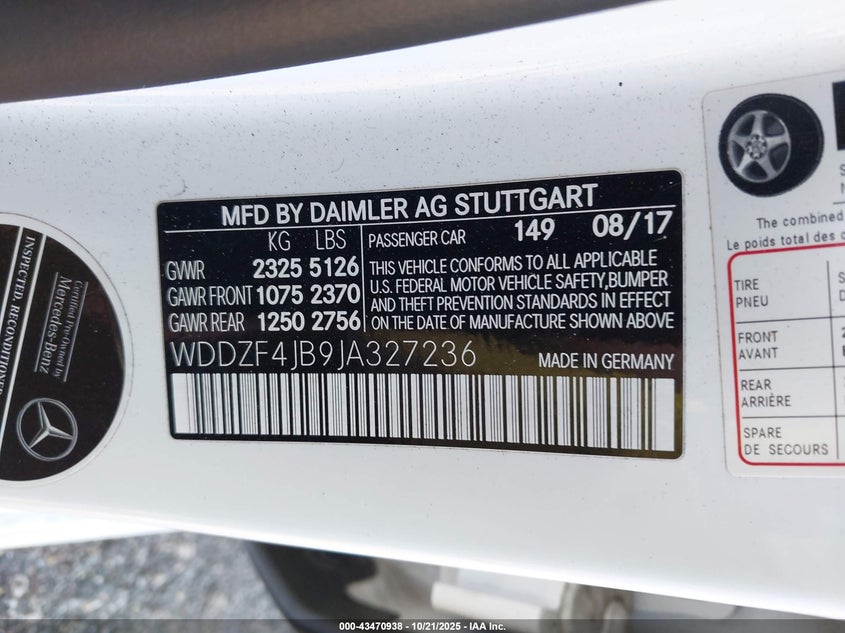 MFD BY DAIMLER AG STUTTGART
KG LBS
GVWR 2325 5126
GAWR FRONT 1075 2370
GAWR REAR 1250 2756
PASSENGER CAR 149 08/17
THIS VEHICLE CONFORMS TO ALL APPLICABLE
U.S. FEDERAL MOTOR VEHICLE SAFETY, BUMPER
AND THEFT PREVENTION STANDARDS IN EFFECT
ON THE DATE OF MANUFACTURE SHOWN ABOVE
WDDZF4JB9JA327236 MADE IN GERMANY
INSPECTED. RECONDITIONED
Certified Pre-Owned by
Mercedes-Benz
The combined
Le poids total des
TIRE
PNEU
FRONT
AVANT
REAR
ARRIÈRE
SPARE
DE SECOURS
000-43470938 - 10/21/2025 - IAA Inc.